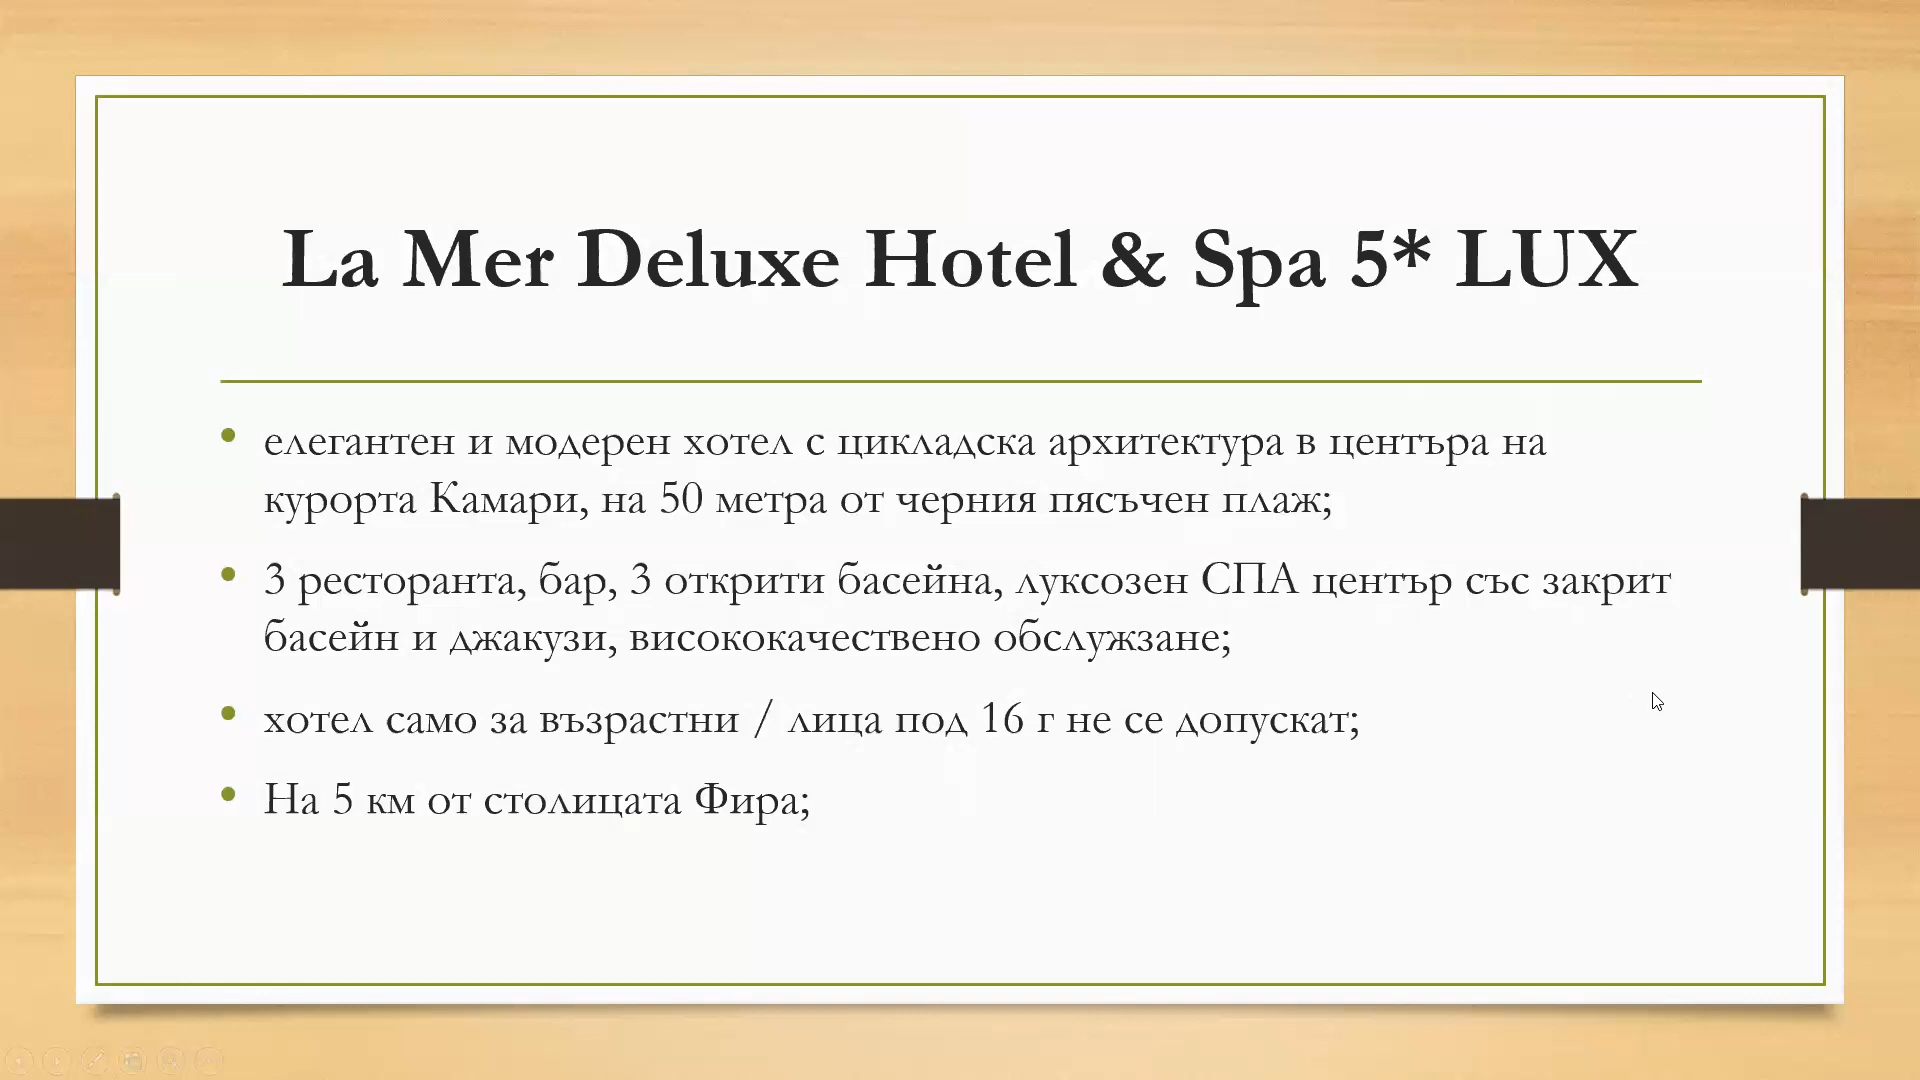 La Mer Deluxe Hotel & Spa 5* LUX
• елегантен и модерен хотел с цикладска архитектура в центъра на
курорта Камари, на 50 метра от черния пясъчен плаж;
• 3 ресторанта, бар, 3 открити басейна, луксозен СПА център със закрит
басейн и джакузи, висококачествено обслужзане;
• хотел само за възрастни / лица под 16 г не се допускат;
• На 5 км от столицата Фира;